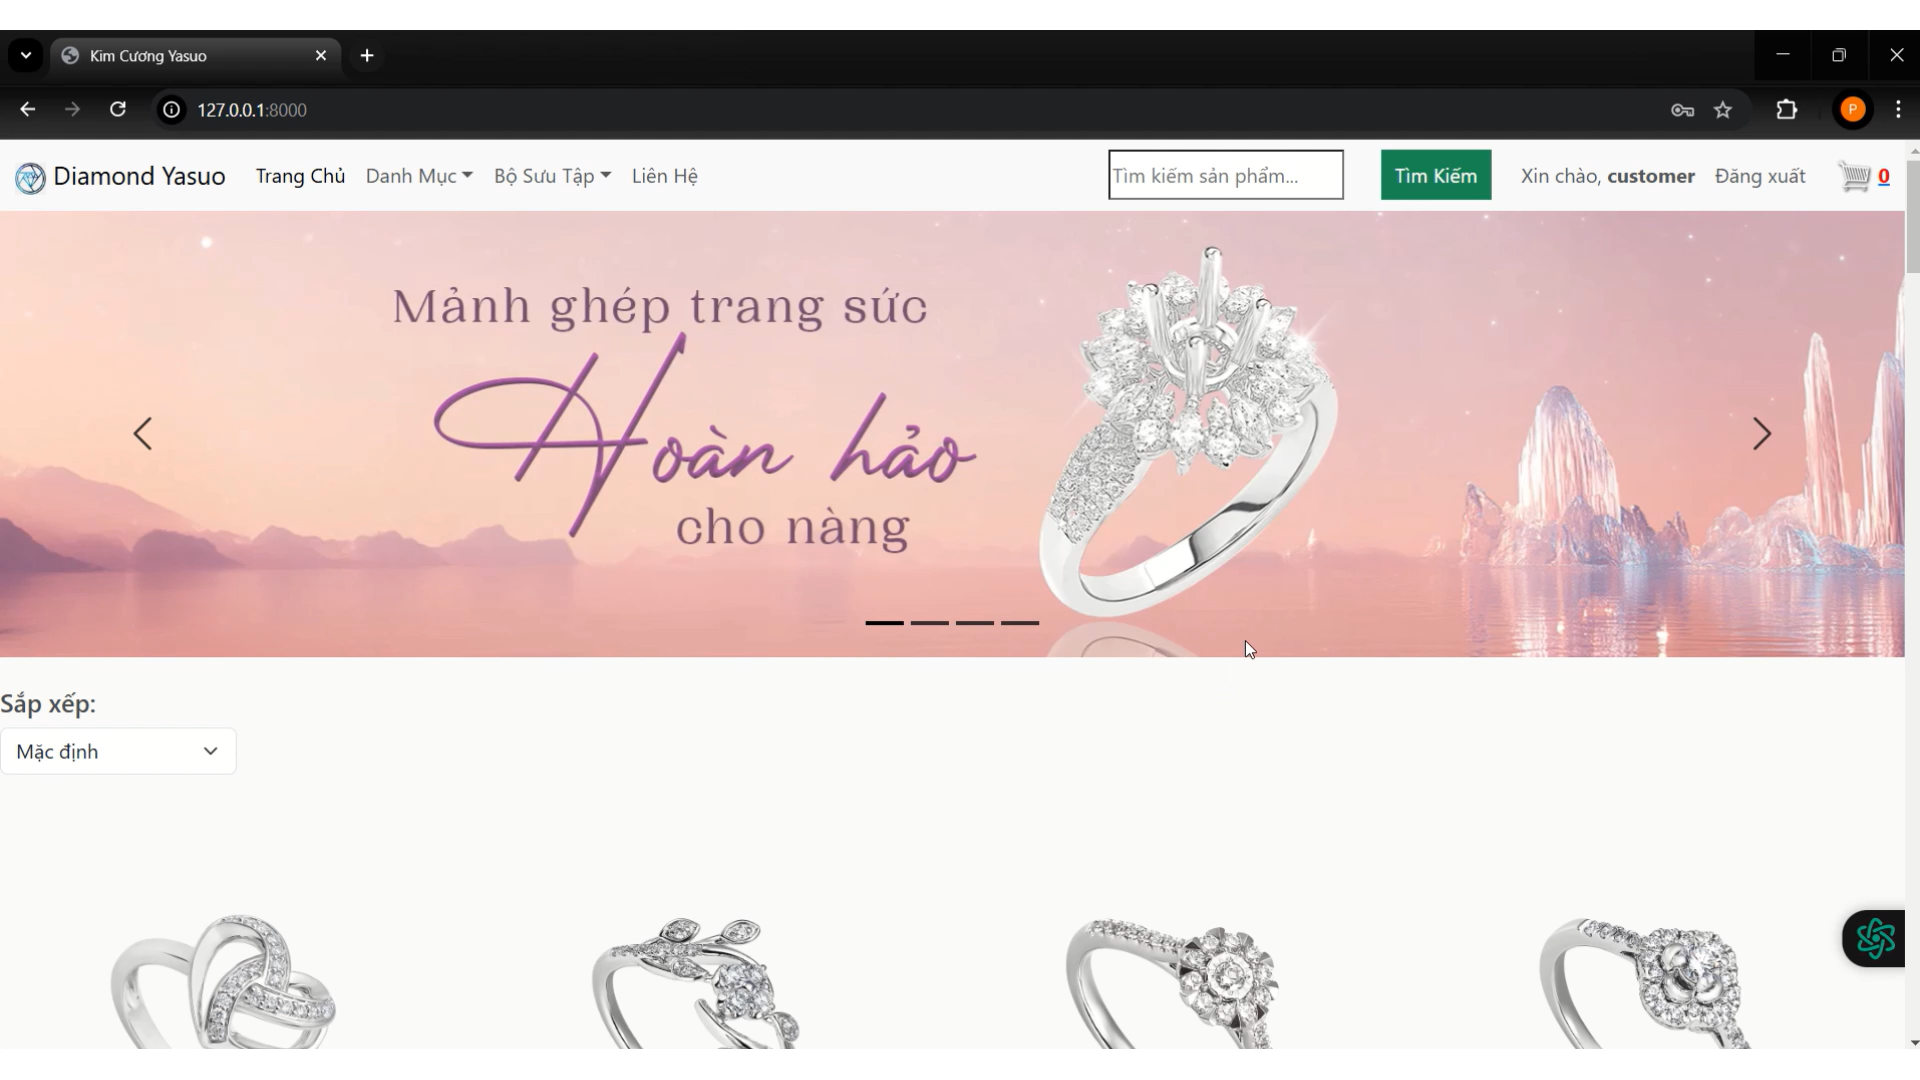 Kim Cương Yasuo
127.0.0.1:8000
P
Diamond Yasuo
Trang Chủ
Danh Mục
Bộ Sưu Tập
Liên Hệ
Tìm kiếm sản phẩm...
Tìm Kiếm
Xin chào, customer
Đăng xuất
0
Mảnh ghép trang sức
Hoàn hảo
cho nàng
Sắp xếp:
Mặc định